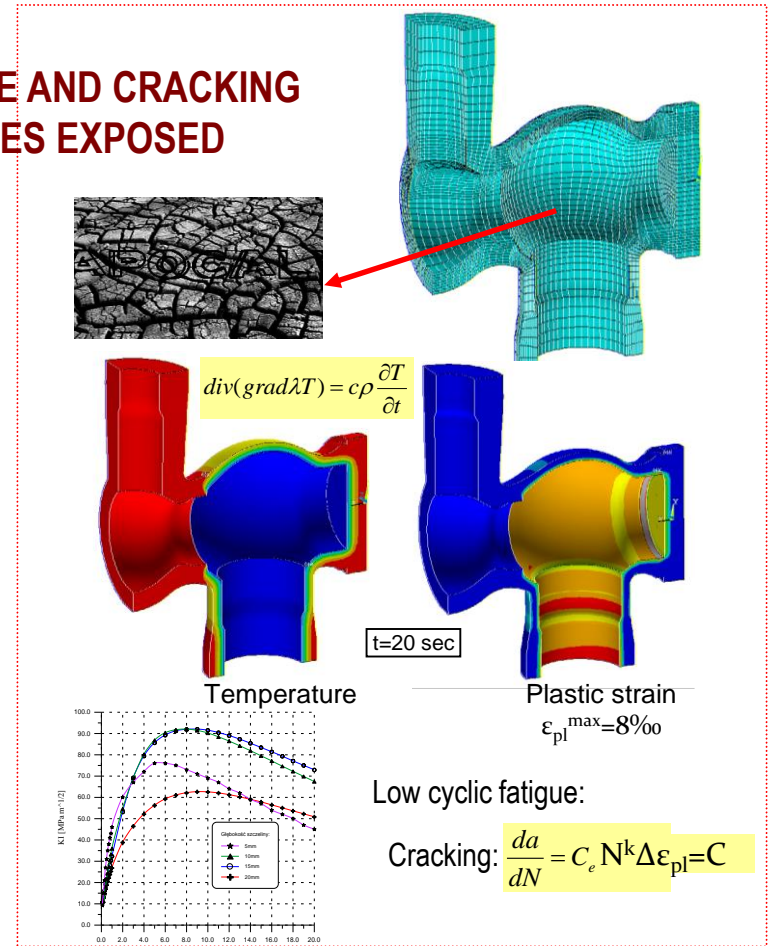 E AND CRACKING
ES EXPOSED
div(gradλT) = cρ ∂T/∂t
t=20 sec
Temperature
Plastic strain
ε_pl^max=8‰
100.0
90.0
80.0
70.0
60.0
50.0
40.0
30.0
20.0
10.0
0.0
KI [MPa m^1/2]
Głębokość szczeliny:
5mm
10mm
15mm
20mm
0.0 2.0 4.0 6.0 8.0 10.0 12.0 14.0 16.0 18.0 20.0
Low cyclic fatigue:
Cracking: da/dN = C_e N^kΔε_pl=C